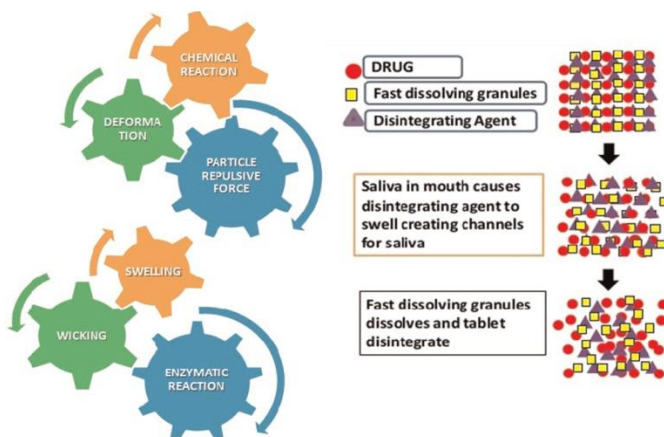 CHEMICAL
REACTION
DEFORMA
TION
PARTICLE
REPULSIVE
FORCE
SWELLING
WICKING
ENZYMATIC
REACTION
DRUG
Fast dissolving granules
Disintegrating Agent
Saliva in mouth causes
disintegrating agent to
swell creating channels
for saliva
Fast dissolving granules
dissolves and tablet
disintegrate